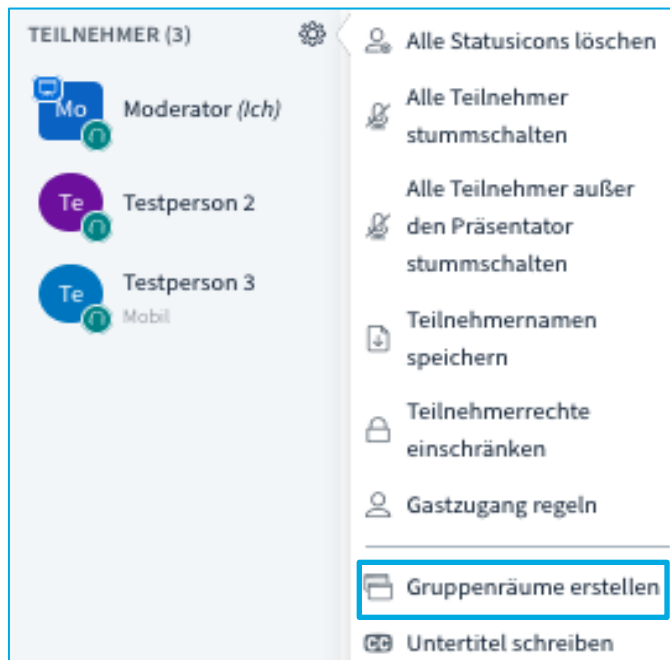 TEILNEHMER (3)
Mo
Moderator (Ich)
Te
Testperson 2
Te
Testperson 3
Mobil
Alle Statusicons löschen
Alle Teilnehmer
stummschalten
Alle Teilnehmer außer
den Präsentator
stummschalten
Teilnehmernamen
speichern
Teilnehmerrechte
einschränken
Gastzugang regeln
Gruppenräume erstellen
CC Untertitel schreiben